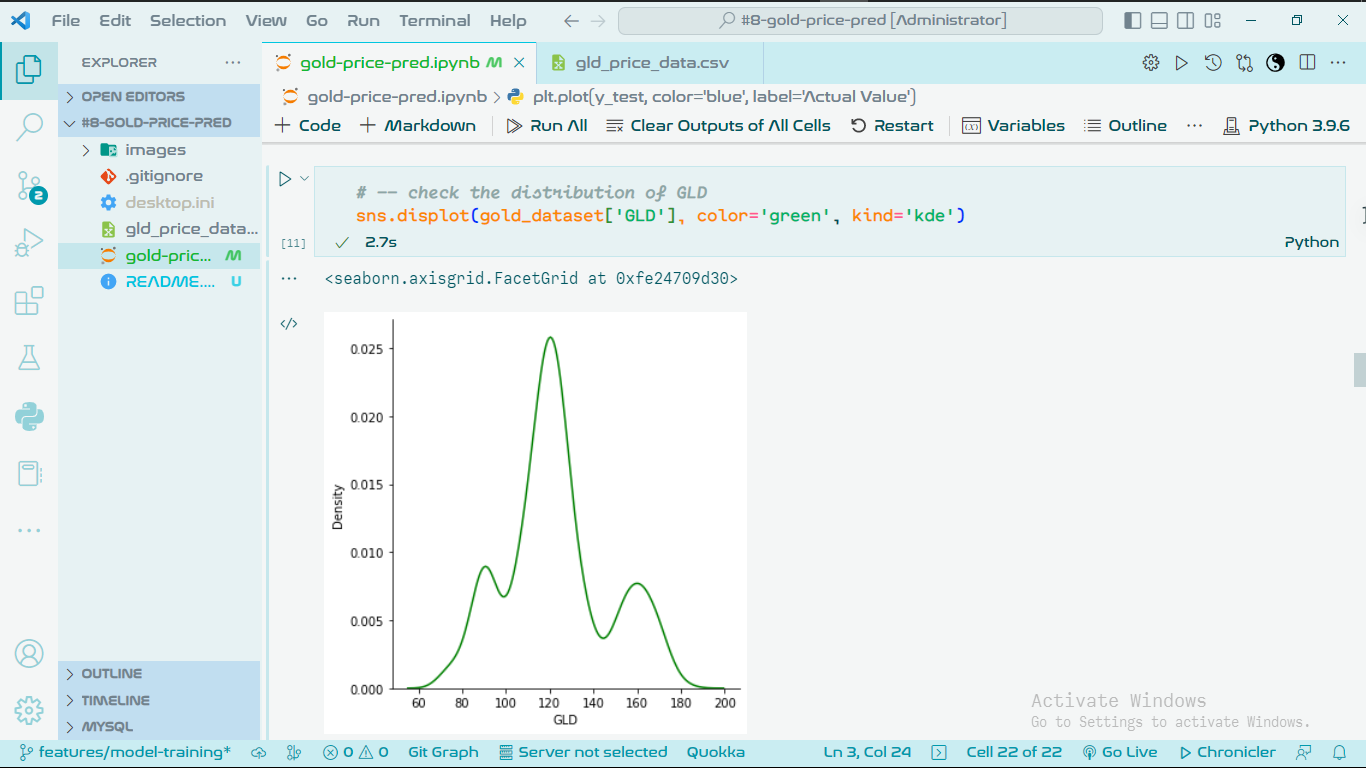 File Edit Selection View Go Run Terminal Help
#8-gold-price-pred [Administrator]
EXPLORER
gold-price-pred.ipynb M
gld_price_data.csv
OPEN EDITORS
gold-price-pred.ipynb > plt.plot(y_test, color='blue', label='Actual Value')
#8-GOLD-PRICE-PRED
+ Code + Markdown Run All Clear Outputs of All Cells Restart Variables Outline ... Python 3.9.6
images
.gitignore
desktop.ini
gld_price_data...
gold-pric... M
README.... U
2
# -- check the distribution of GLD
sns.displot(gold_dataset['GLD'], color='green', kind='kde')
[11] ✓ 2.7s Python
... <seaborn.axisgrid.FacetGrid at 0xfe24709d30>
</>
0.025
0.020
0.015
0.010
0.005
0.000
Density
60 80 100 120 140 160 180 200
GLD
OUTLINE
TIMELINE
MYSQL
Activate Windows
Go to Settings to activate Windows.
features/model-training* 0 0 Git Graph Server not selected Quokka Ln 3, Col 24 Cell 22 of 22 Go Live Chronicler